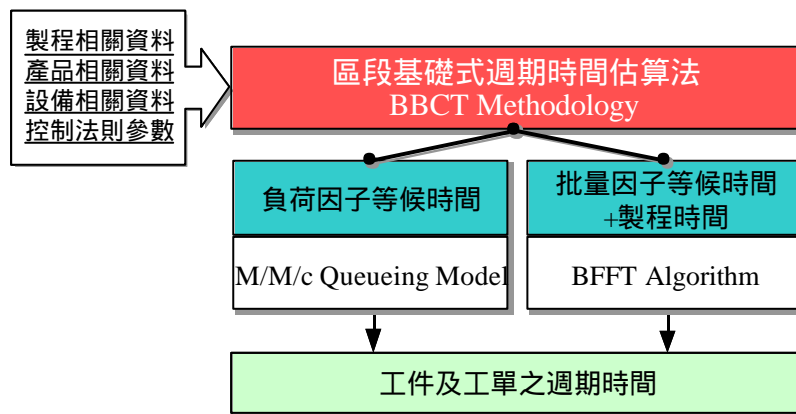 製程相關資料
產品相關資料
設備相關資料
控制法則參數
區段基礎式週期時間估算法
BBCT Methodology
負荷因子等候時間
批量因子等候時間
+製程時間
M/M/c Queueing Model
BFFT Algorithm
工件及工單之週期時間